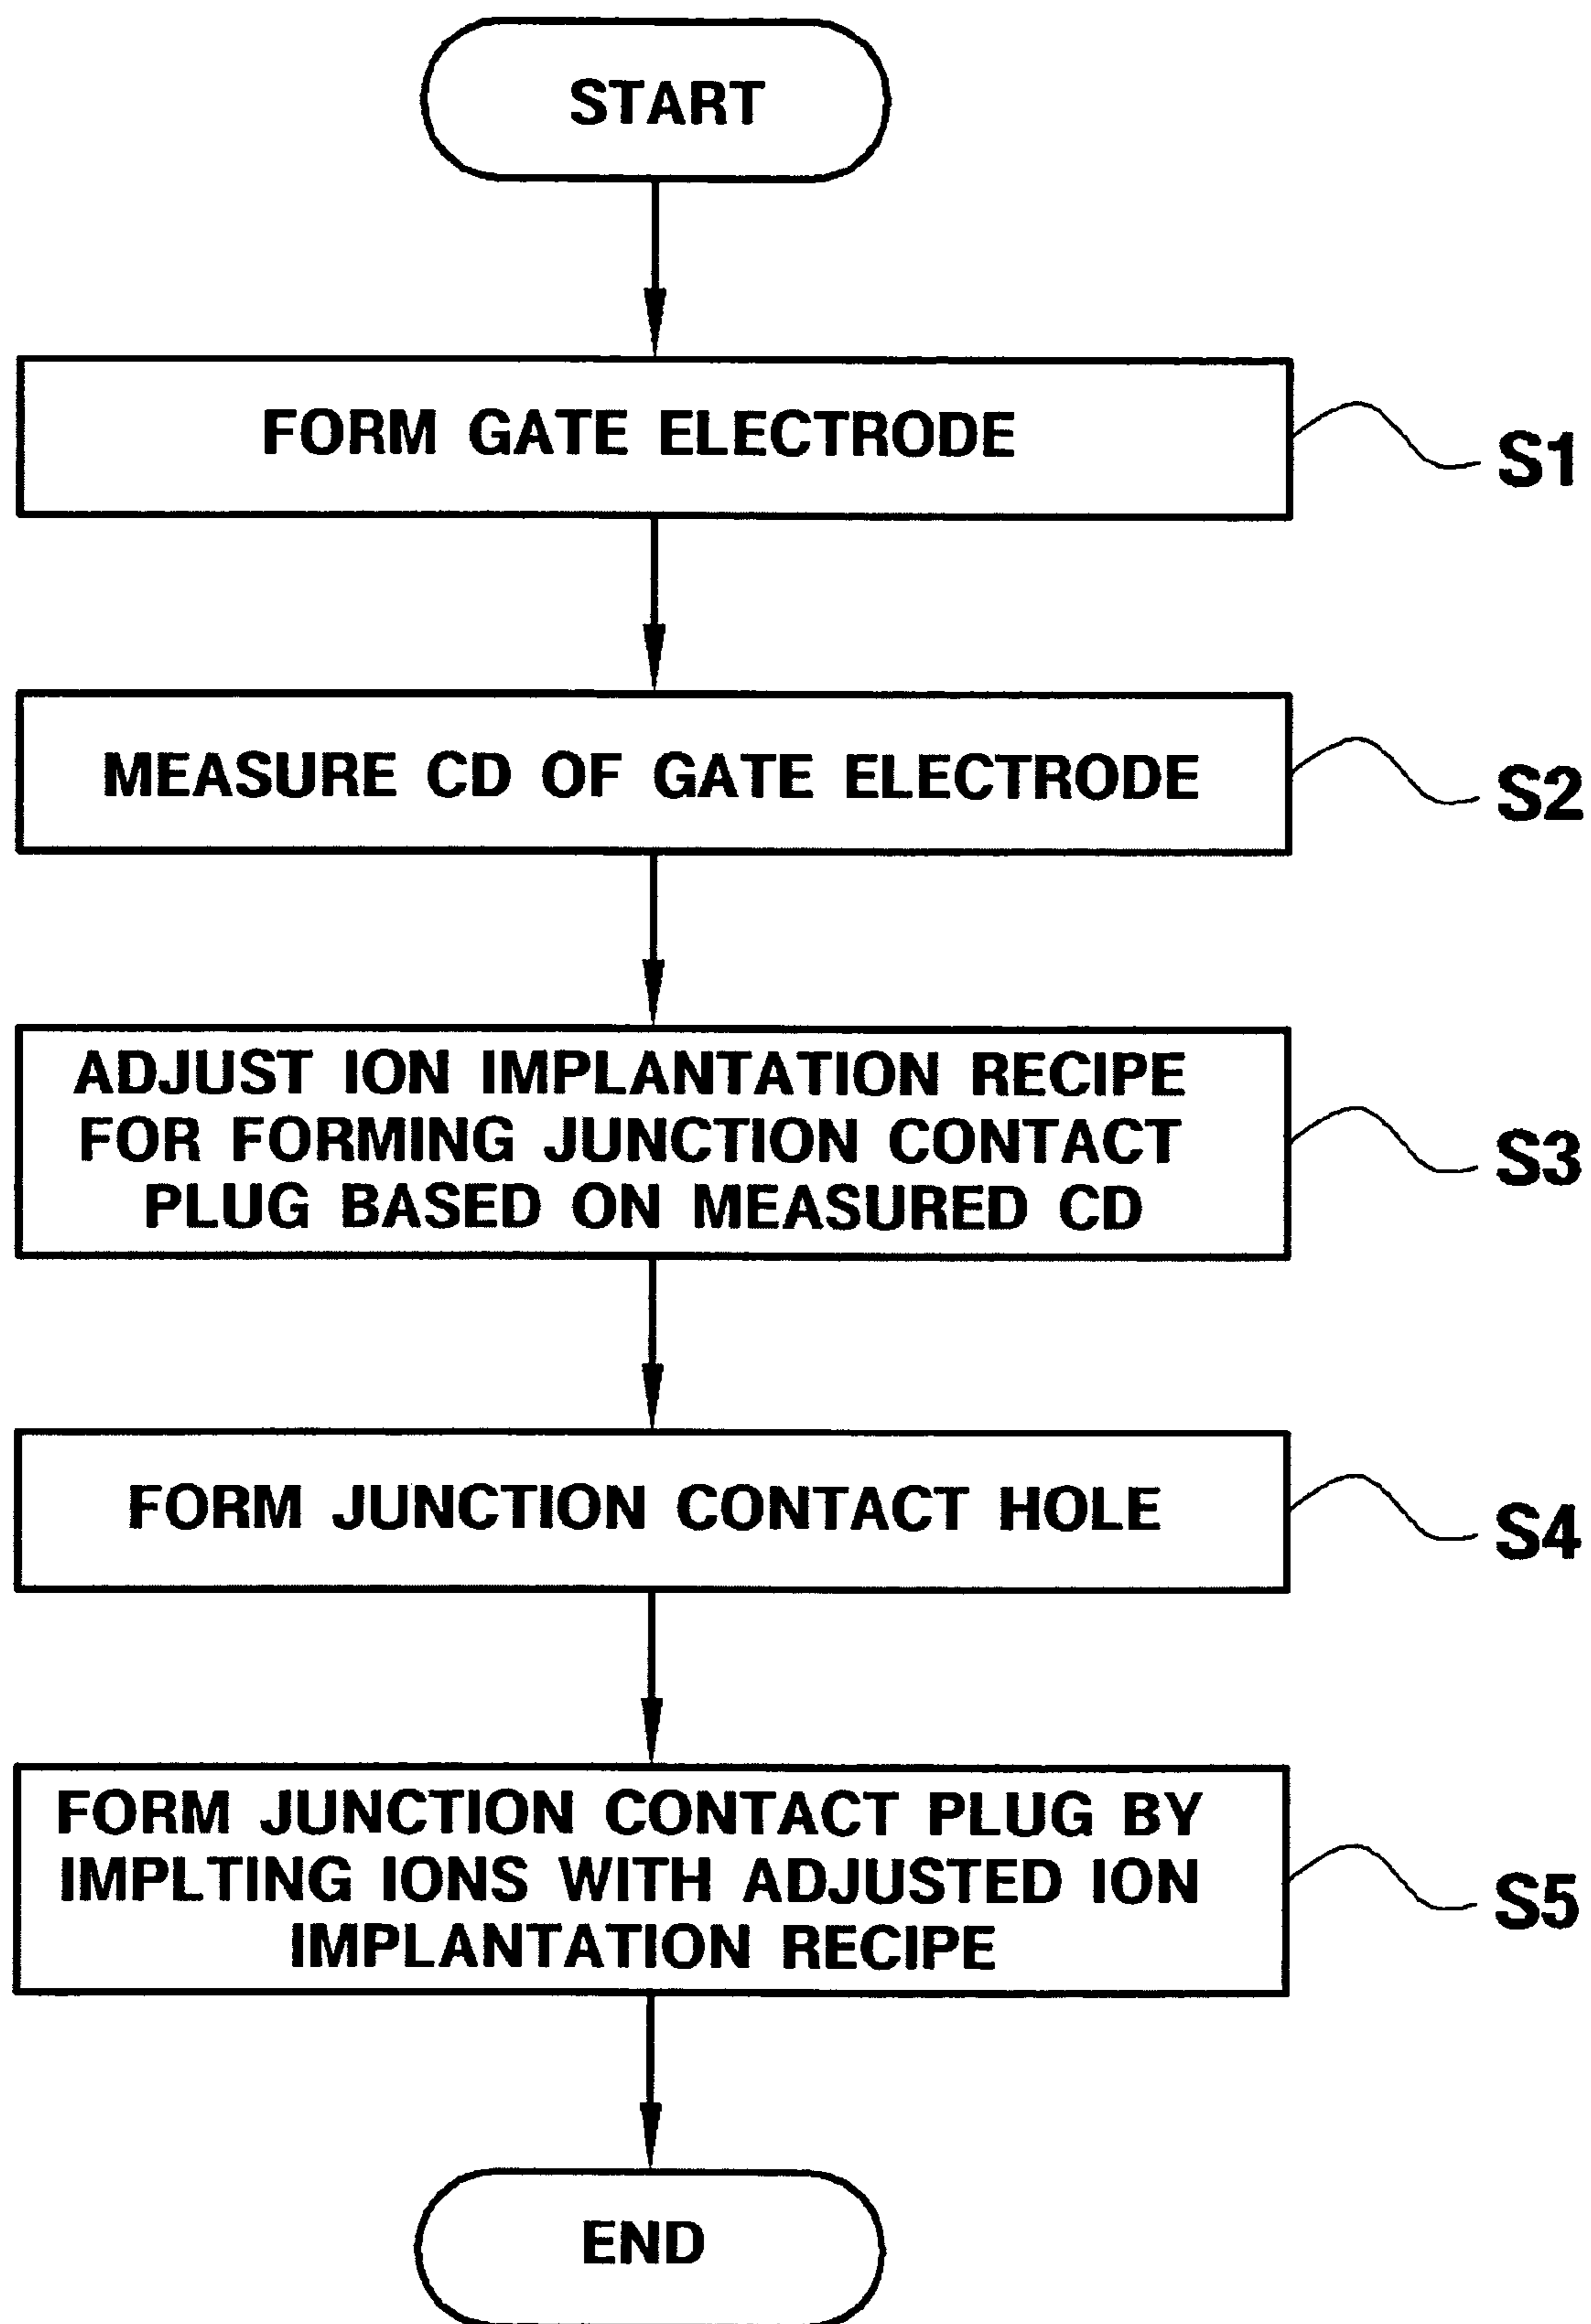 START
FORM GATE ELECTRODE
S1
MEASURE CD OF GATE ELECTRODE
S2
ADJUST ION IMPLANTATION RECIPE
FOR FORMING JUNCTION CONTACT
PLUG BASED ON MEASURED CD
S3
FORM JUNCTION CONTACT HOLE
S4
FORM JUNCTION CONTACT PLUG BY
IMPLTING IONS WITH ADJUSTED ION
IMPLANTATION RECIPE
S5
END